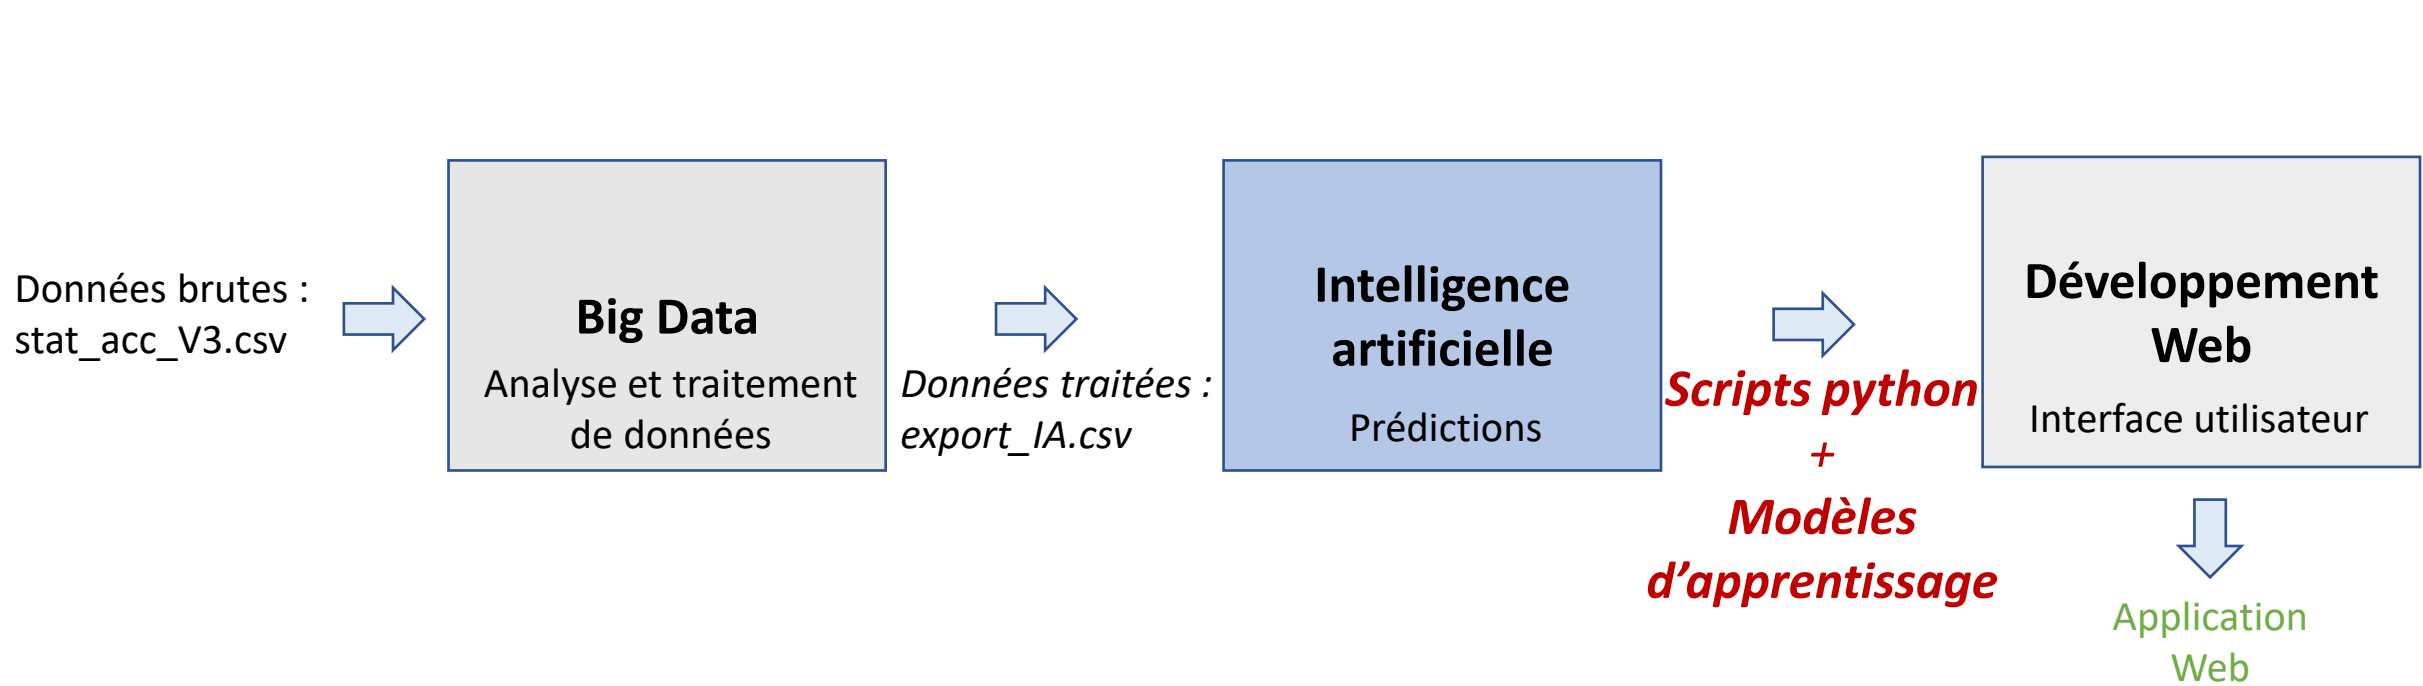 Données brutes :
stat_acc_V3.csv
Big Data
Analyse et traitement
de données
Données traitées :
export_IA.csv
Intelligence
artificielle
Prédictions
Scripts python
+
Modèles
d’apprentissage
Développement
Web
Interface utilisateur
Application
Web